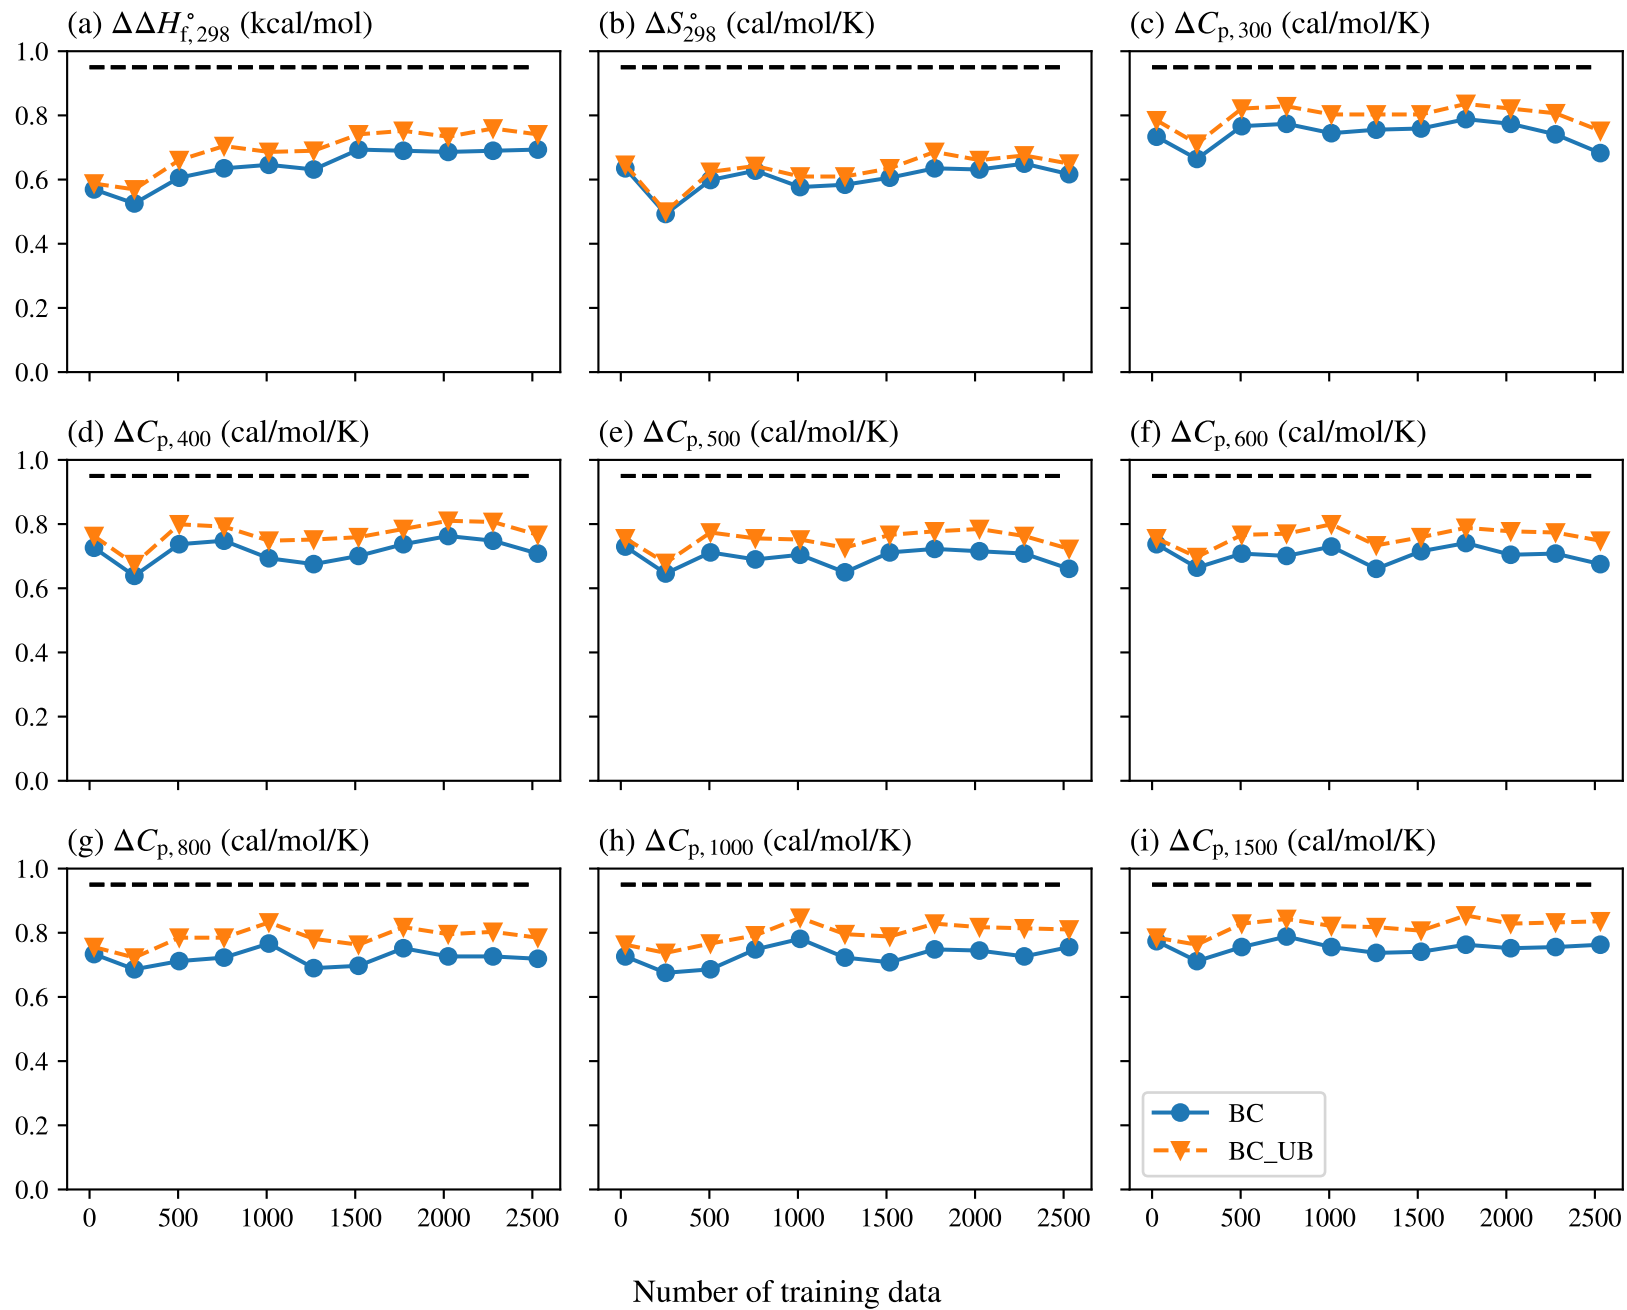 (a) ΔΔH°f,298 (kcal/mol)
(b) ΔS°298 (cal/mol/K)
(c) ΔCp,300 (cal/mol/K)
1.0
0.8
0.6
0.4
0.2
0.0
(d) ΔCp,400 (cal/mol/K)
(e) ΔCp,500 (cal/mol/K)
(f) ΔCp,600 (cal/mol/K)
1.0
0.8
0.6
0.4
0.2
0.0
(g) ΔCp,800 (cal/mol/K)
(h) ΔCp,1000 (cal/mol/K)
(i) ΔCp,1500 (cal/mol/K)
1.0
0.8
0.6
0.4
0.2
0.0
BC
BC_UB
0 500 1000 1500 2000 2500
0 500 1000 1500 2000 2500
0 500 1000 1500 2000 2500
Number of training data